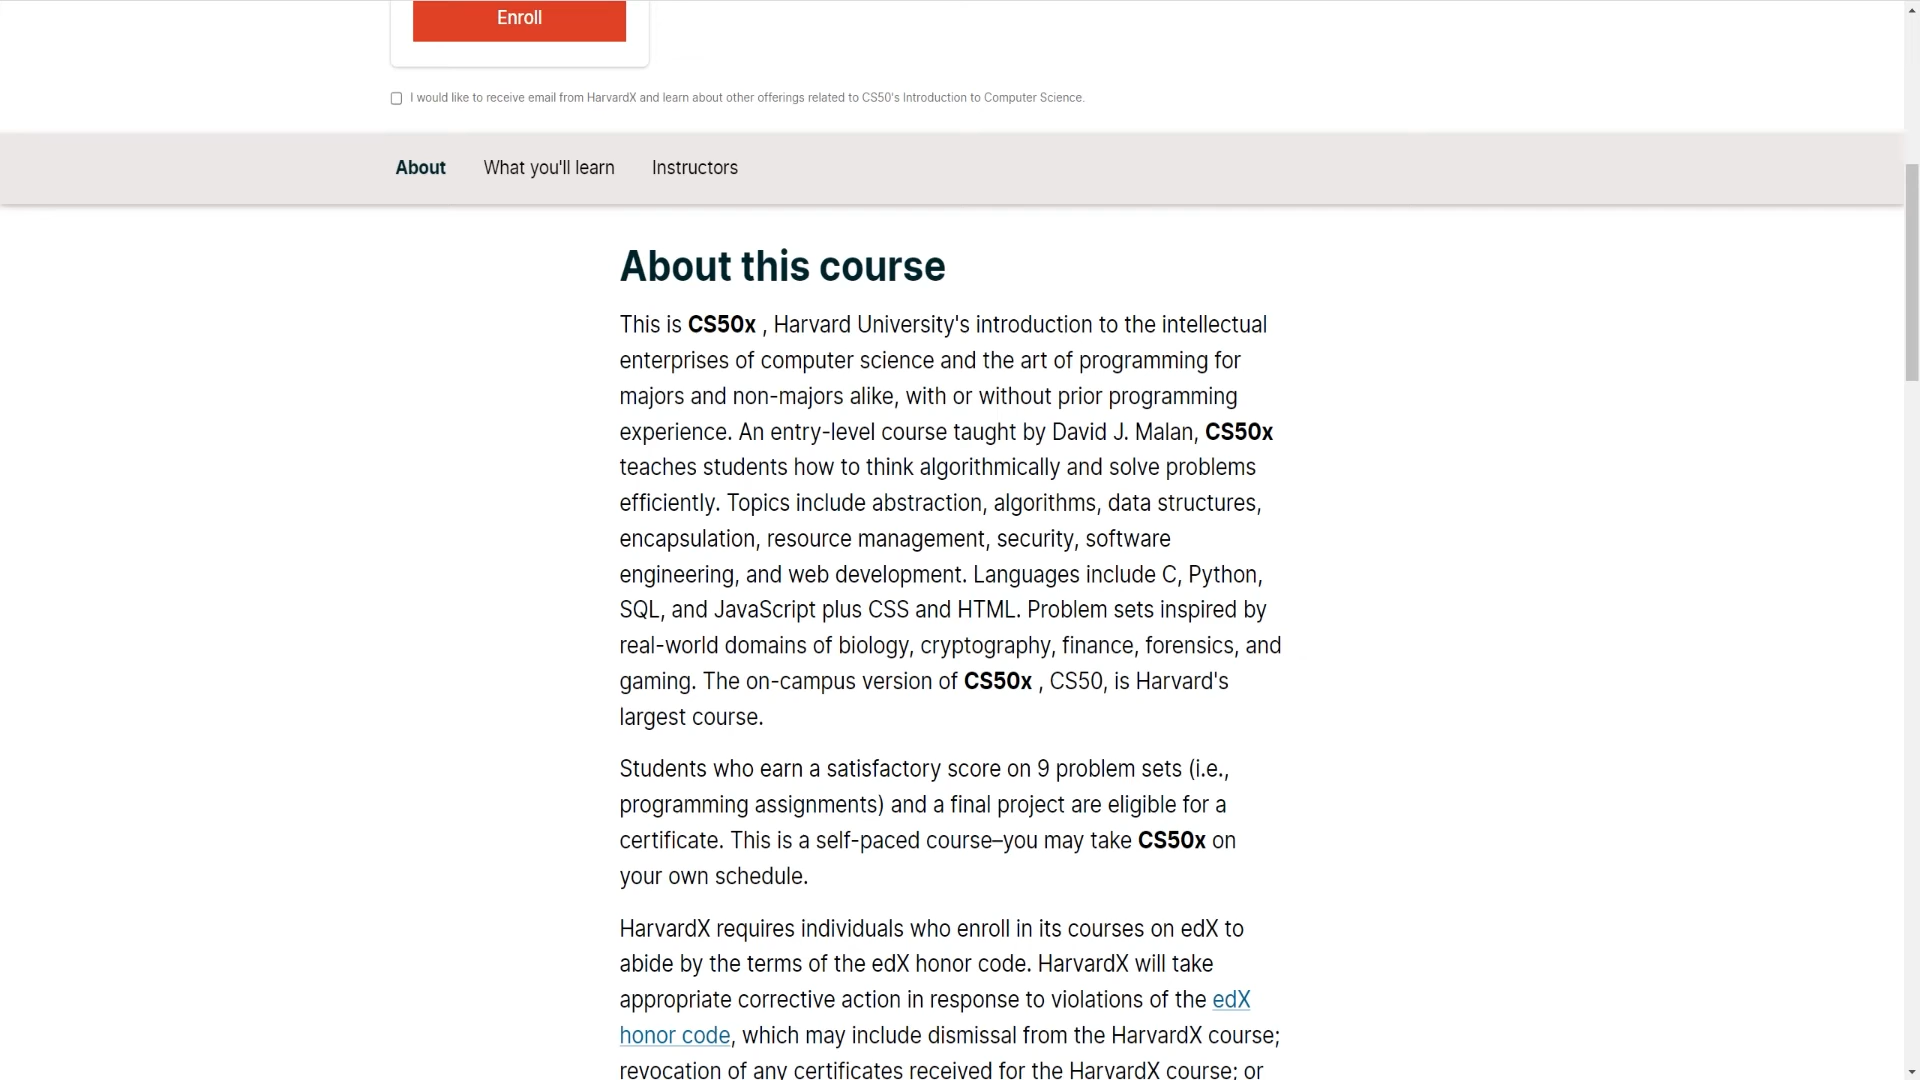 Enroll
I would like to receive email from HarvardX and learn about other offerings related to CS50's Introduction to Computer Science.
About What you'll learn Instructors
About this course
This is CS50x , Harvard University's introduction to the intellectual
enterprises of computer science and the art of programming for
majors and non-majors alike, with or without prior programming
experience. An entry-level course taught by David J. Malan, CS50x
teaches students how to think algorithmically and solve problems
efficiently. Topics include abstraction, algorithms, data structures,
encapsulation, resource management, security, software
engineering, and web development. Languages include C, Python,
SQL, and JavaScript plus CSS and HTML. Problem sets inspired by
real-world domains of biology, cryptography, finance, forensics, and
gaming. The on-campus version of CS50x , CS50, is Harvard's
largest course.
Students who earn a satisfactory score on 9 problem sets (i.e.,
programming assignments) and a final project are eligible for a
certificate. This is a self-paced course–you may take CS50x on
your own schedule.
HarvardX requires individuals who enroll in its courses on edX to
abide by the terms of the edX honor code. HarvardX will take
appropriate corrective action in response to violations of the edX
honor code, which may include dismissal from the HarvardX course;
revocation of any certificates received for the HarvardX course; or